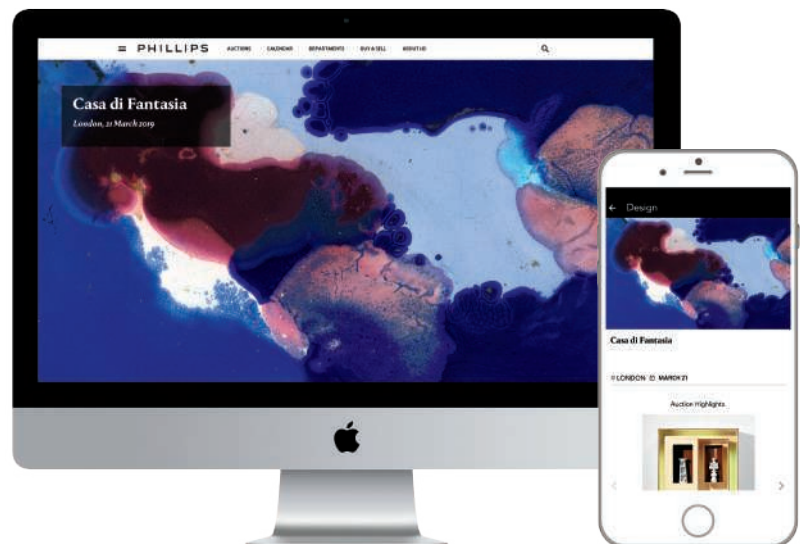 PHILLIPS AUCTIONS CALENDAR DEPARTMENTS BUY & SELL ABOUT US
Casa di Fantasia
London, 21 March 2019
Design
Casa di Fantasia
LONDON MARCH 21
Auction Highlights